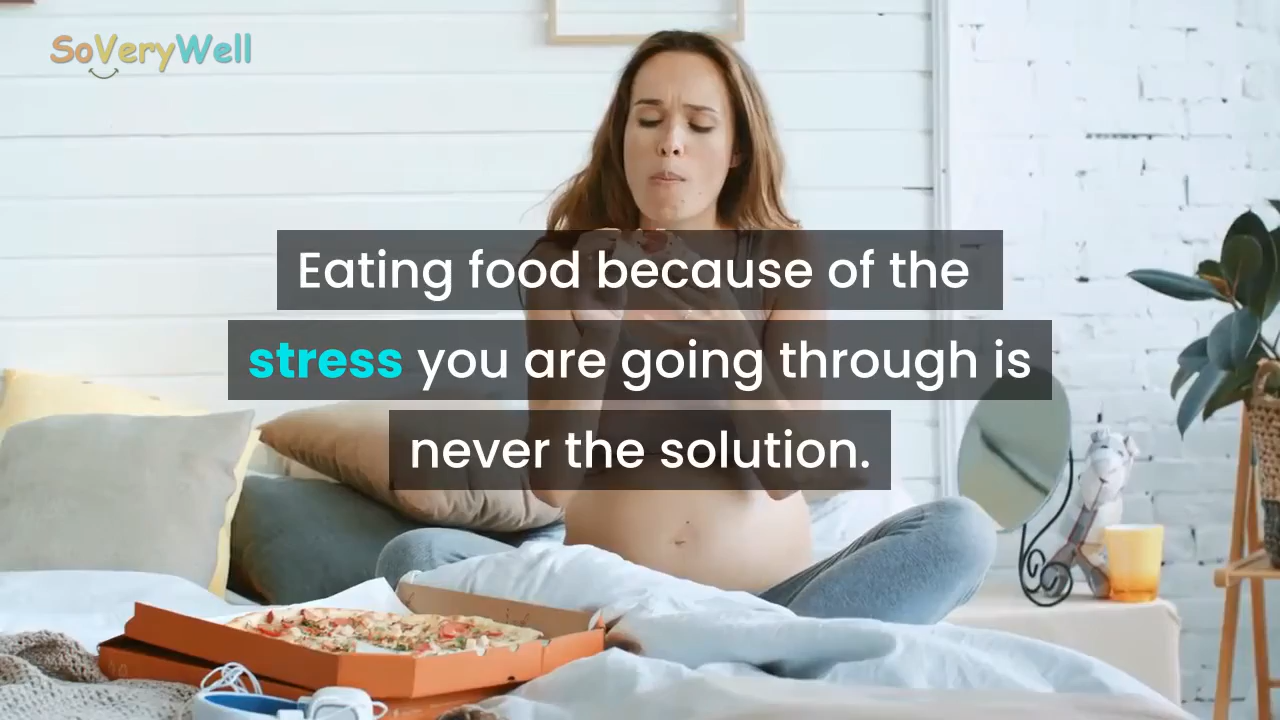 SoVeryWell
Eating food because of the
stress you are going through is
never the solution.